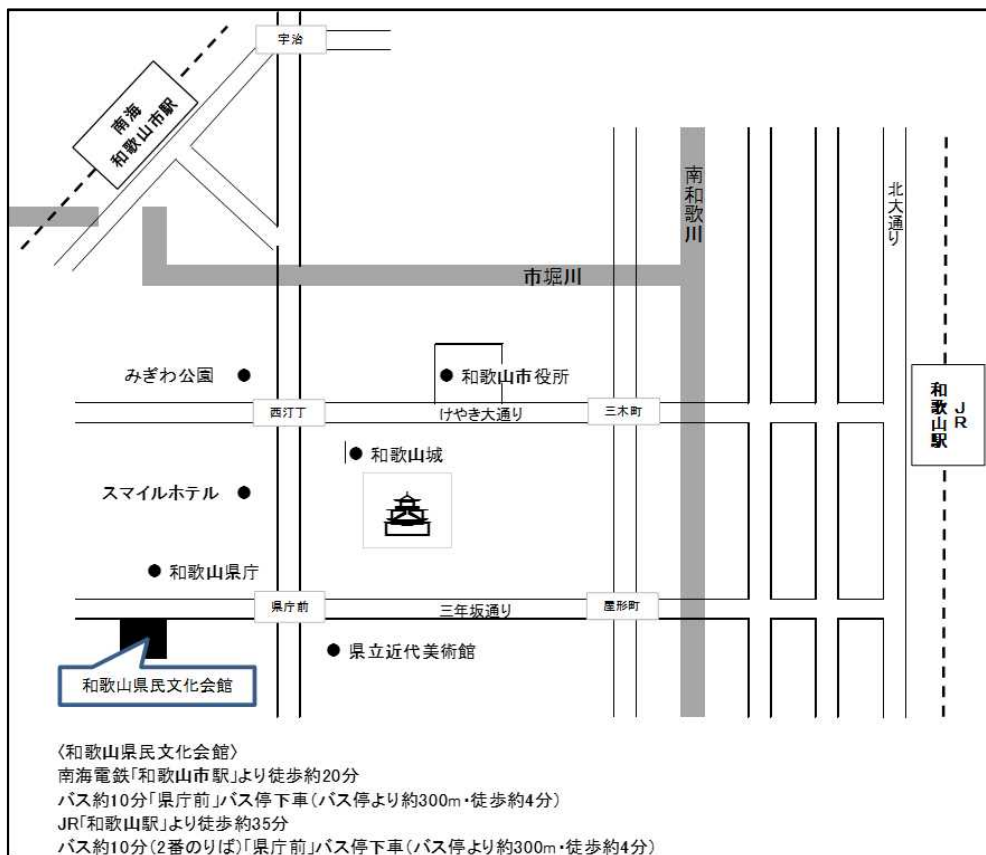 宇治
南海
和歌山市駅
南和歌川
北大通り
市堀川
みぎわ公園
和歌山市役所
西汀丁
けやき大通り
三木町
JR
和歌山駅
和歌山城
スマイルホテル
和歌山県庁
県庁前
三年坂通り
屋形町
県立近代美術館
和歌山県民文化会館
〈和歌山県民文化会館〉
南海電鉄「和歌山市駅」より徒歩約20分
バス約10分「県庁前」バス停下車(バス停より約300m・徒歩約4分)
JR「和歌山駅」より徒歩約35分
バス約10分(2番のりば)「県庁前」バス停下車(バス停より約300m・徒歩約4分)